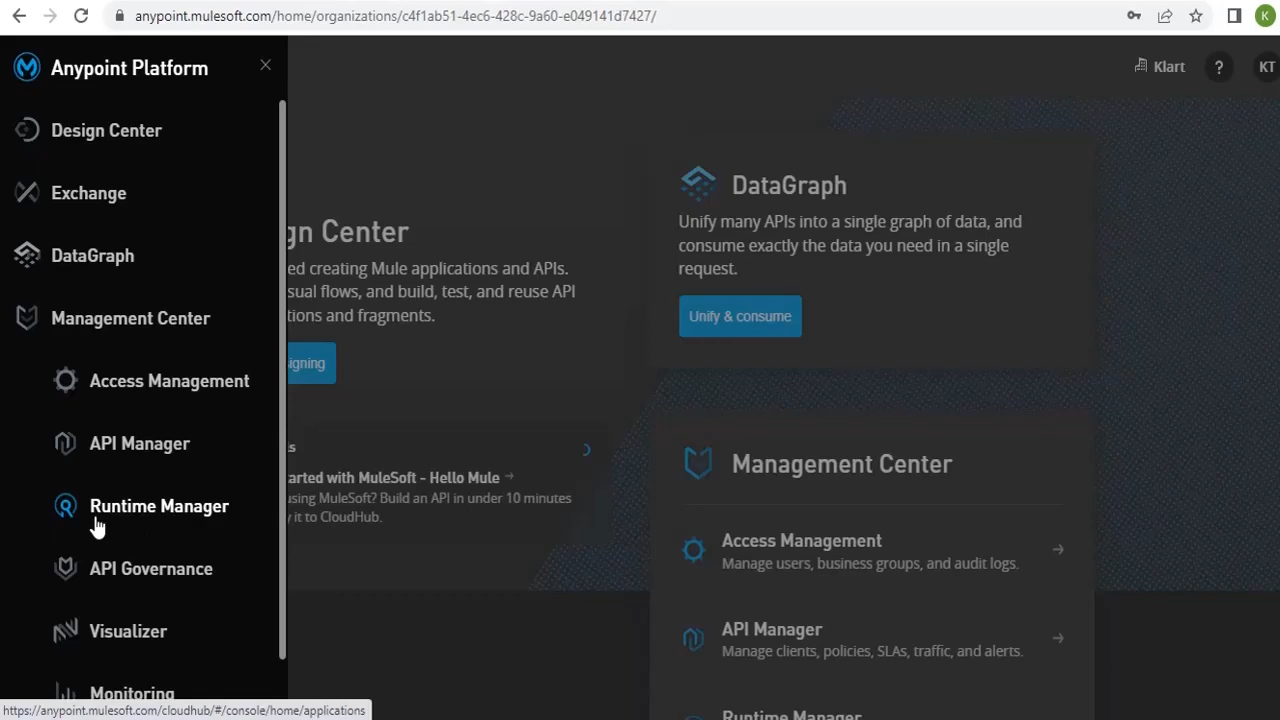 anypoint.mulesoft.com/home/organizations/c4f1ab51-4ec6-428c-9a60-e049141d7427/
K
Anypoint Platform
Klart
?
KT
Design Center
Exchange
DataGraph
Management Center
Access Management
API Manager
Runtime Manager
API Governance
Visualizer
Monitoring
gn Center
ed creating Mule applications and APIs.
sual flows, and build, test, and reuse API
tions and fragments.
igning
s
arted with MuleSoft - Hello Mule
using MuleSoft? Build an API in under 10 minutes
y it to CloudHub.
DataGraph
Unify many APIs into a single graph of data, and
consume exactly the data you need in a single
request.
Unify & consume
Management Center
Access Management
Manage users, business groups, and audit logs.
API Manager
Manage clients, policies, SLAs, traffic, and alerts.
Runtime Manager
https://anypoint.mulesoft.com/cloudhub/#/console/home/applications